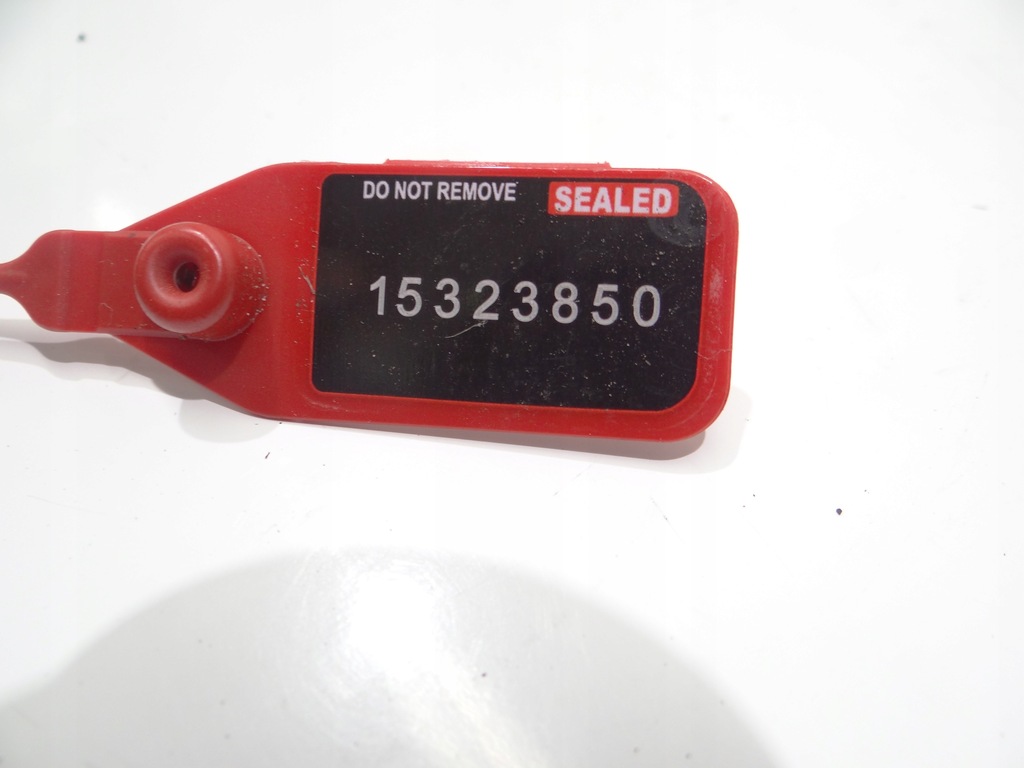 DO NOT REMOVE SEALED
15323850